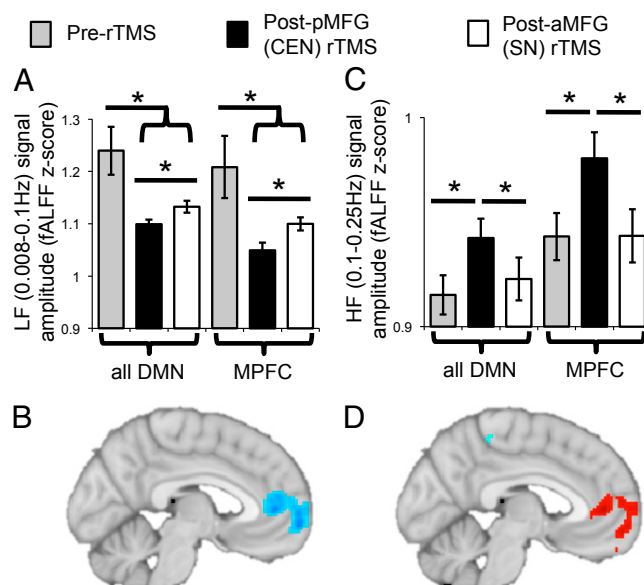 Pre-rTMS
Post-pMFG
(CEN) rTMS
Post-aMFG
(SN) rTMS
A
LF (0.008-0.1Hz) signal
amplitude (fALFF z-score)
1.3
1.2
1.1
1
0.9
*
*
*
*
all DMN
MPFC
C
HF (0.1-0.25Hz) signal
amplitude (fALFF z-score)
1
0.9
*
*
*
*
all DMN
MPFC
B
D